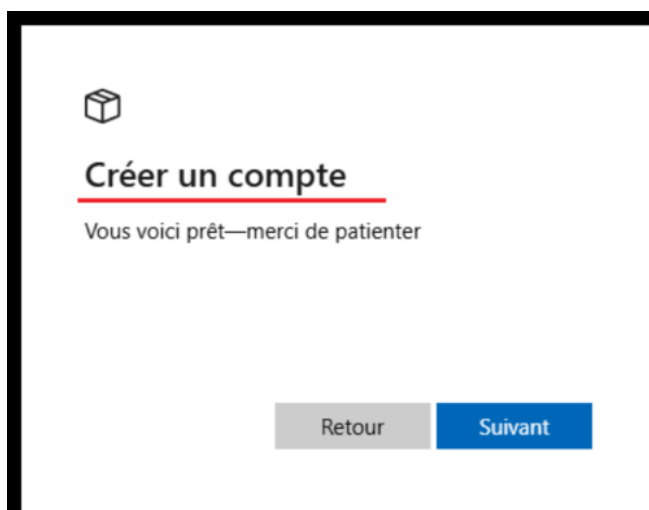 Créer un compte
Vous voici prêt—merci de patienter
Retour Suivant